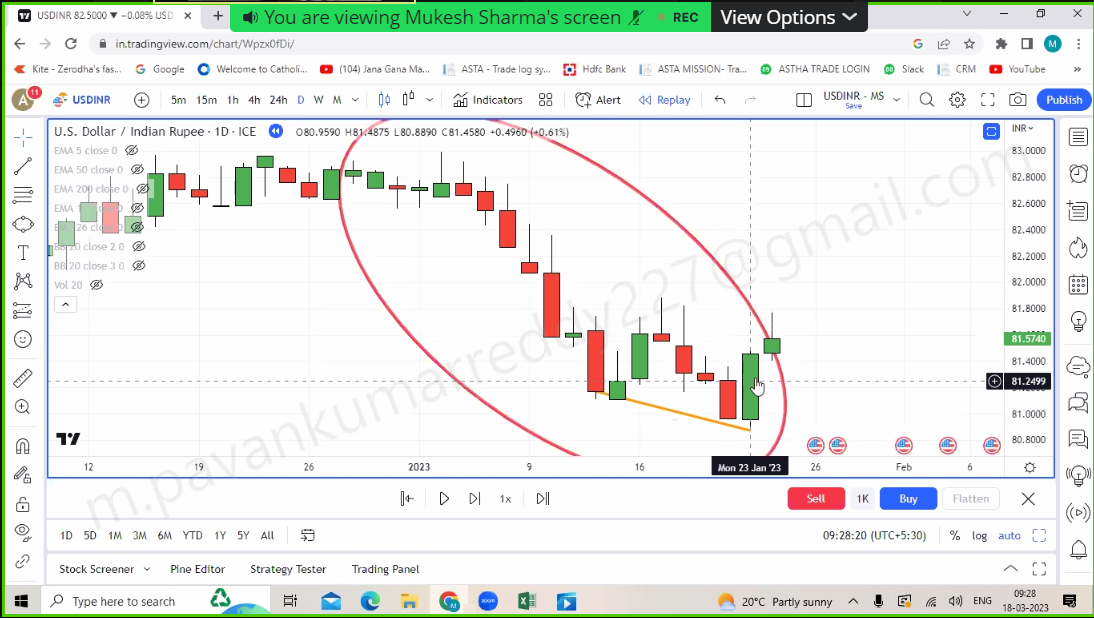 USDINR 82.5000 ▼ −0.08% USD
You are viewing Mukesh Sharma's screen
REC
View Options
in.tradingview.com/chart/Wpzx0fDi/
M
Kite - Zerodha's fas...
Google
Welcome to Catholi...
(104) Jana Gana Ma...
ASTA - Trade log sy...
Hdfc Bank
ASTA MISSION- Tra...
ASTHA TRADE LOGIN
Slack
CRM
YouTube
A 11
USDINR
5m 15m 1h 4h 24h D W M
Indicators
Alert
Replay
USDINR - MS
Save
Publish
U.S. Dollar / Indian Rupee · 1D · ICE
O80.9590 H81.4875 L80.8890 C81.4580 +0.4960 (+0.61%)
INR
EMA 5 close 0
EMA 50 close 0
EMA 200 close 0
BB 20 close 2 0
BB 20 close 3 0
Vol 20
83.0000
82.8000
82.6000
82.4000
82.2000
82.0000
81.8000
81.5740
81.4000
81.2499
81.0000
80.8000
m.pavankumarreddy227@gmail.com
12 19 26 2023 9 16 Mon 23 Jan '23 26 Feb 6
1x
Sell
1K
Buy
Flatten
1D 5D 1M 3M 6M YTD 1Y 5Y All
09:28:20 (UTC+5:30)
% log auto
Stock Screener
Pine Editor
Strategy Tester
Trading Panel
Type here to search
zoom
20°C Partly sunny
ENG
09:28
18-03-2023